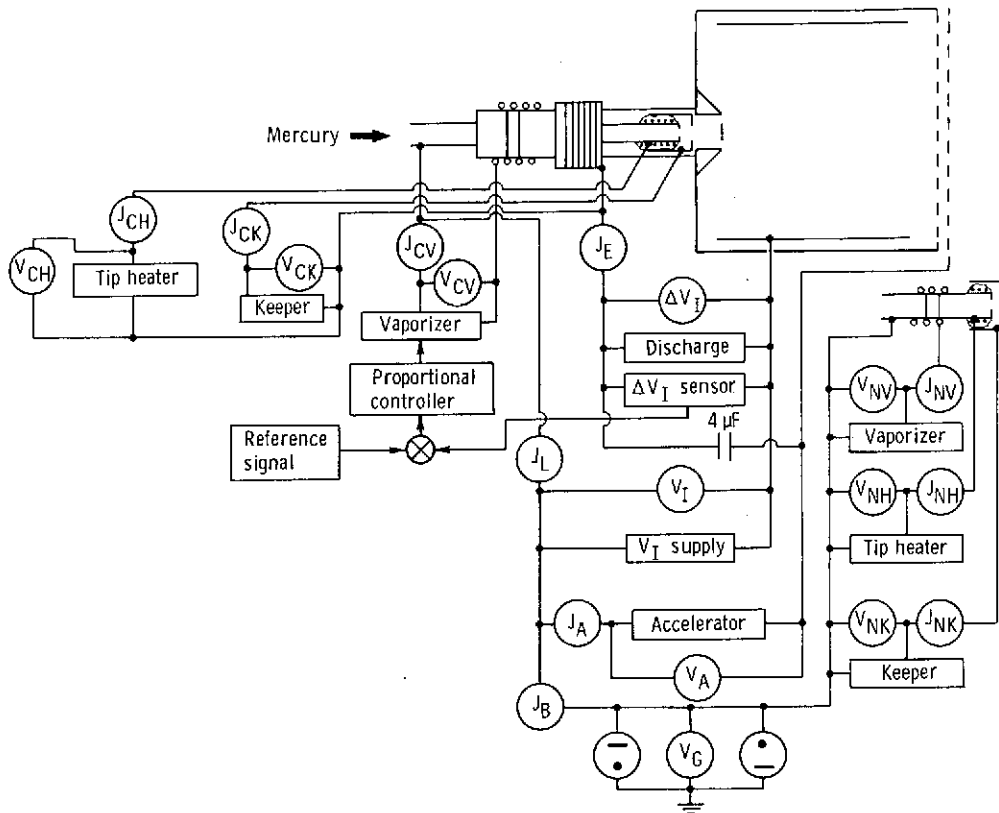 Mercury
J_CH
V_CH
Tip heater
J_CK
V_CK
Keeper
J_CV
V_CV
Vaporizer
Proportional
controller
Reference
signal
J_E
ΔV_I
Discharge
ΔV_I sensor
4 μF
J_L
V_I
V_I supply
J_A
Accelerator
V_A
J_B
V_G
V_NV
J_NV
Vaporizer
V_NH
J_NH
Tip heater
V_NK
J_NK
Keeper